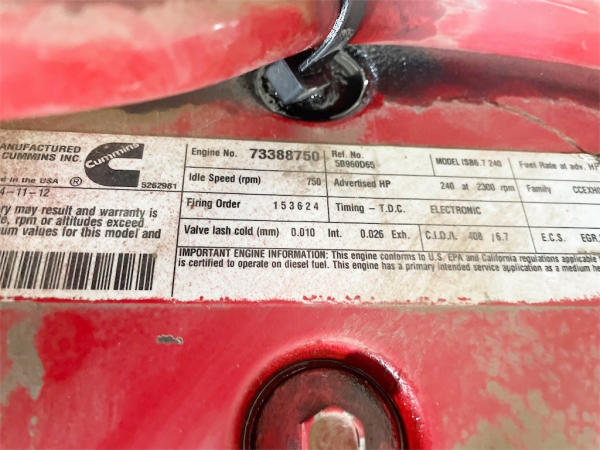 MANUFACTURED
CUMMINS INC.
Cummins
in the USA ®
5262981
4-11-12
ry may result and warranty is
rpm or altitudes exceed
um values for this model and
Engine No. 73388750 Ref. No. 5B960D65 MODEL ISB6.7 240 Fuel Rate at adv. HP
Idle Speed (rpm) 750 Advertised HP 240 at 2300 rpm Family CCEXH0
Firing Order 153624 Timing - T.D.C. ELECTRONIC
Valve lash cold (mm) 0.010 Int. 0.026 Exh. C.I.D./L 408 /6.7 E.C.S. EGR,
IMPORTANT ENGINE INFORMATION: This engine conforms to U.S. EPA and California regulations applicable
is certified to operate on diesel fuel. This engine has a primary intended service application as a medium he